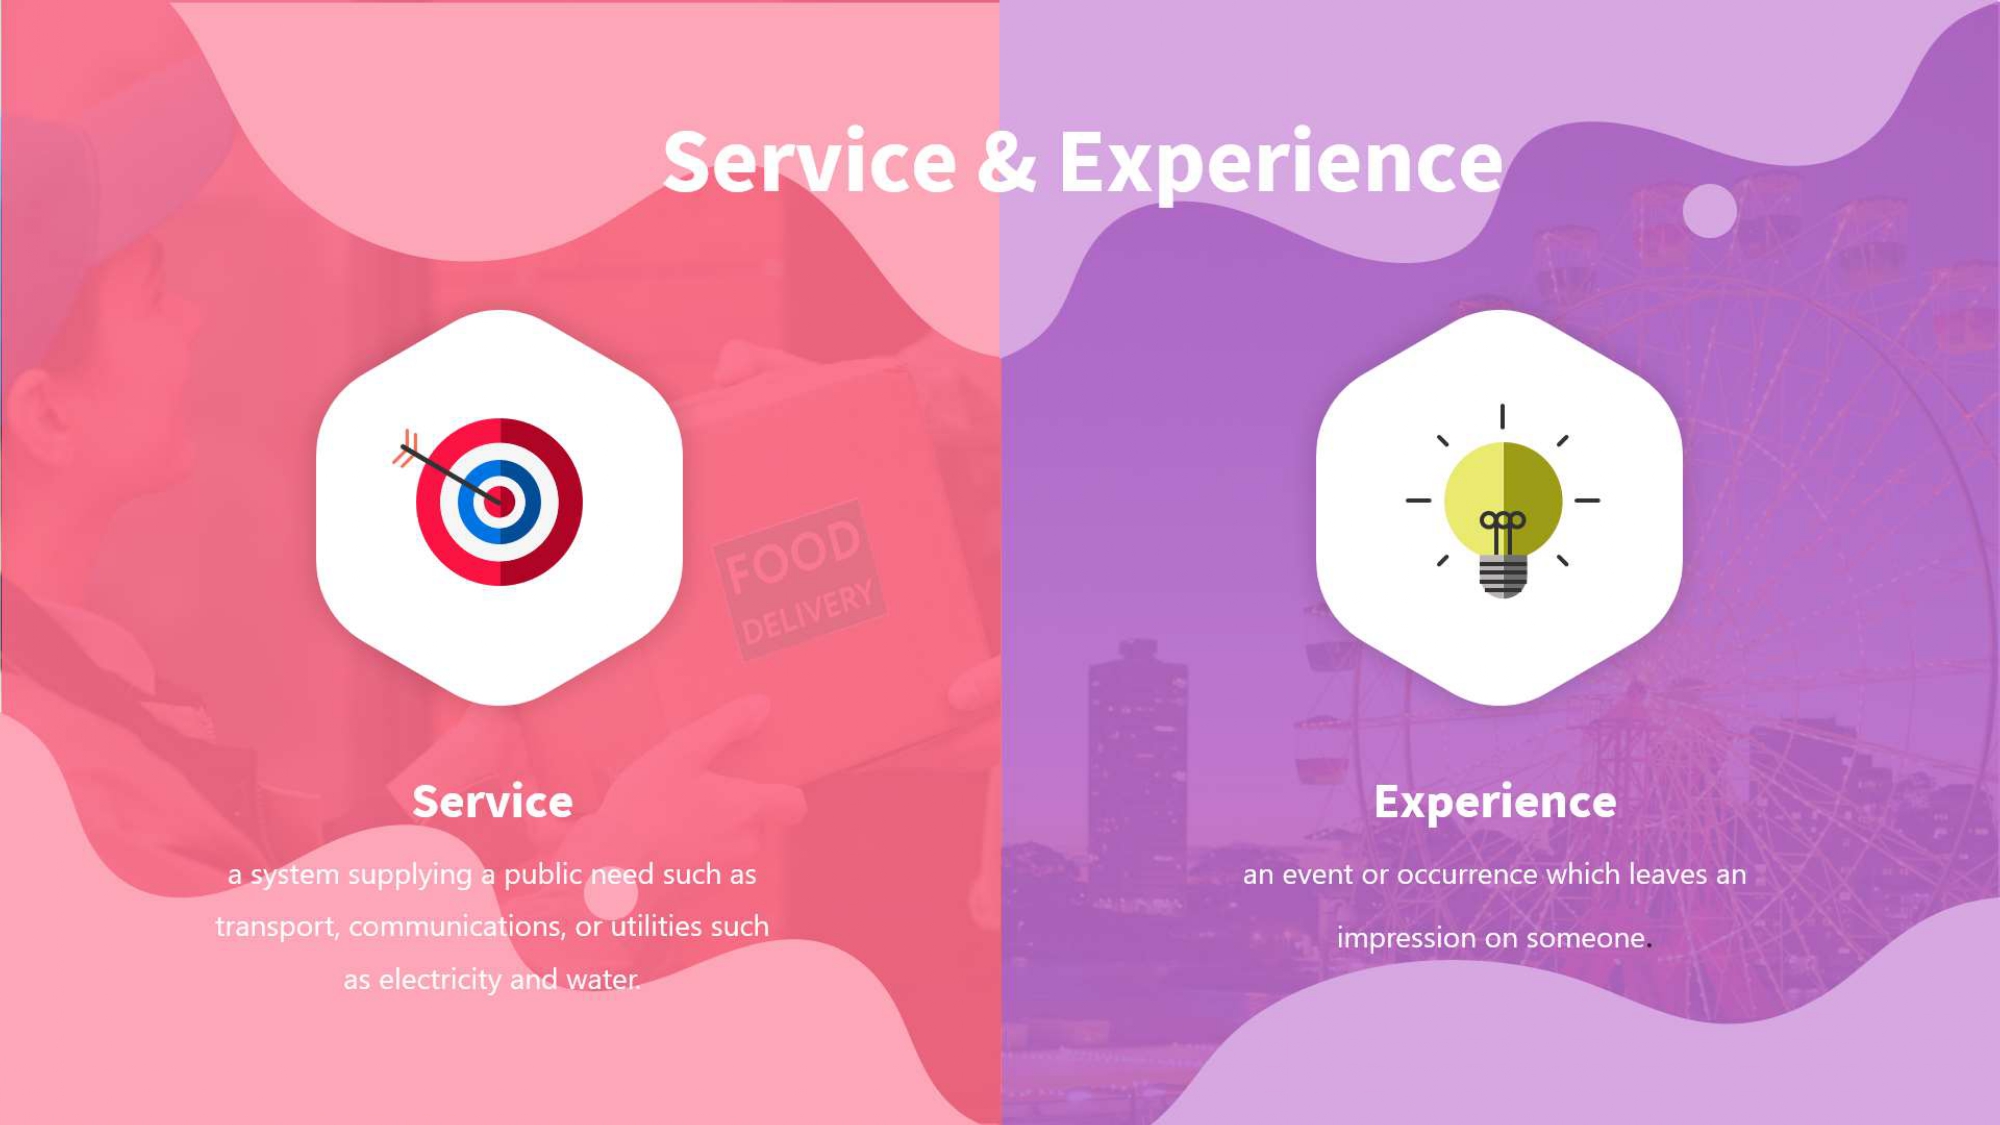 Service & Experience
FOOD
DELIVERY
Service
a system supplying a public need such as
transport, communications, or utilities such
as electricity and water.
Experience
an event or occurrence which leaves an
impression on someone.